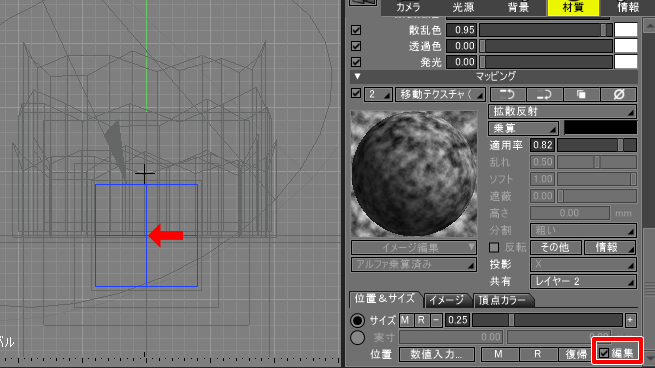 カメラ 光源 背景 材質 情報
散乱色 0.95
透過色 0.00
発光 0.00
▼ マッピング
2 移動テクスチャ(
拡散反射
乗算
適用率 0.82
乱れ 0.50
ソフト 1.00
遮蔽
高さ 0.00 mm
分割 粗い
イメージ編集 ▼
反転 その他 情報
アルファ乗算済み
投影 X
共有 レイヤー 2
位置&サイズ イメージ 頂点カラー
サイズ M R - 0.25 +
実寸 0.00 0.00
位置 数値入力... M R 復帰 編集
バル